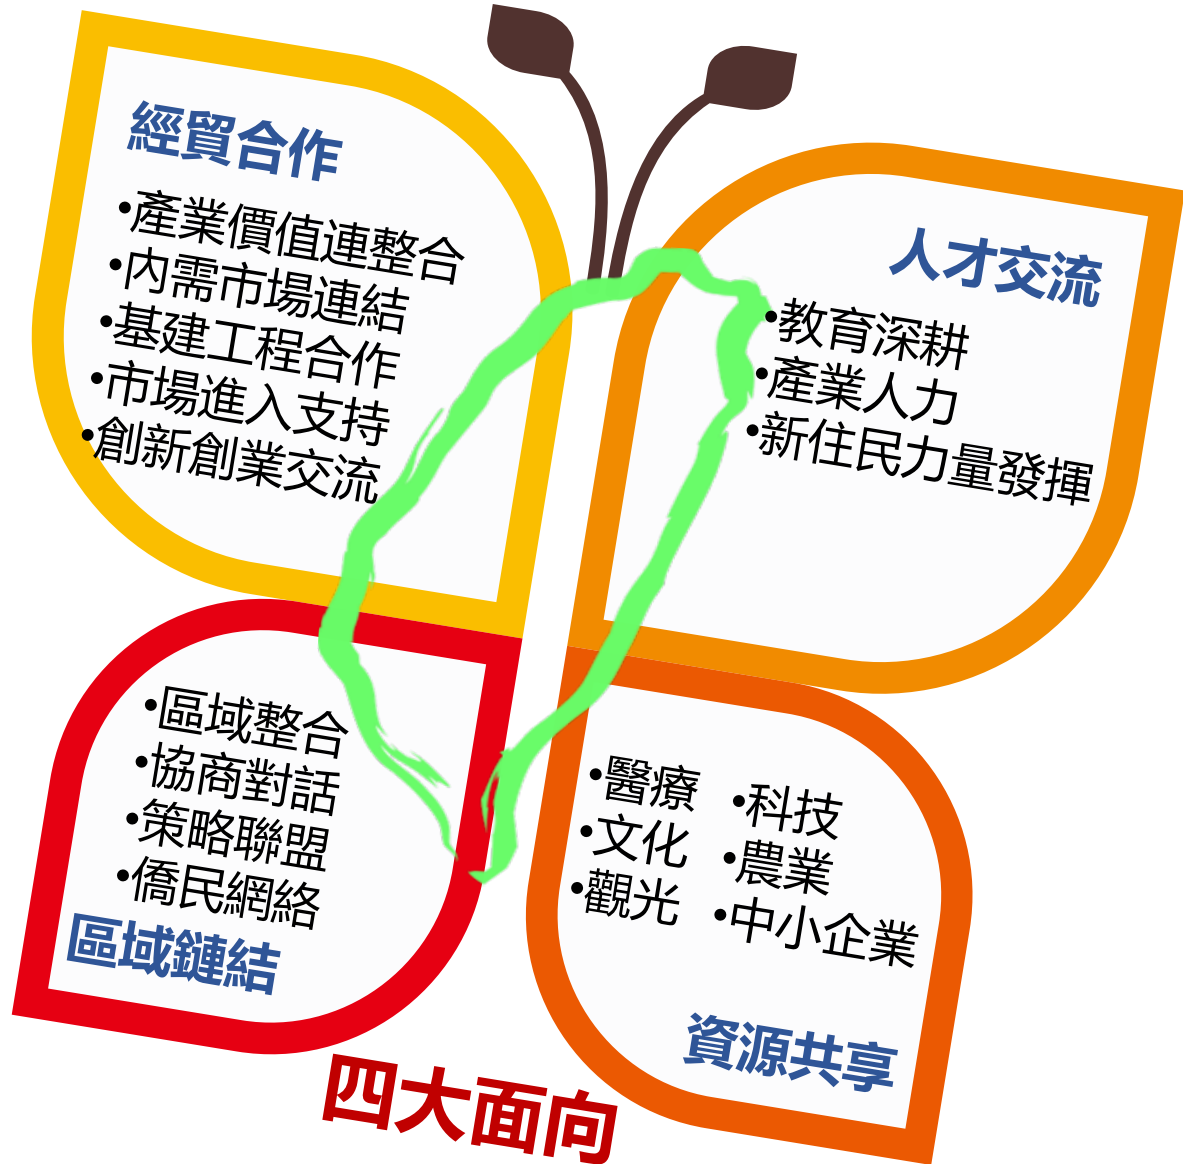 經貿合作
•產業價值連整合
•內需市場連結
•基建工程合作
•市場進入支持
•創新創業交流
人才交流
•教育深耕
•產業人力
•新住民力量發揮
•區域整合
•協商對話
•策略聯盟
•僑民網絡
區域鏈結
•醫療 •科技
•文化 •農業
•觀光 •中小企業
資源共享
四大面向